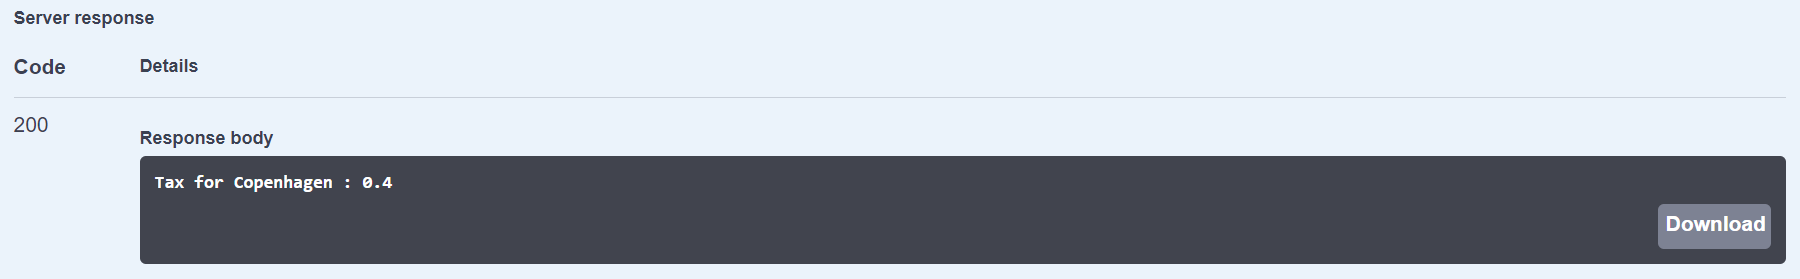 Server response
Code Details
200
Response body
Tax for Copenhagen : 0.4
Download